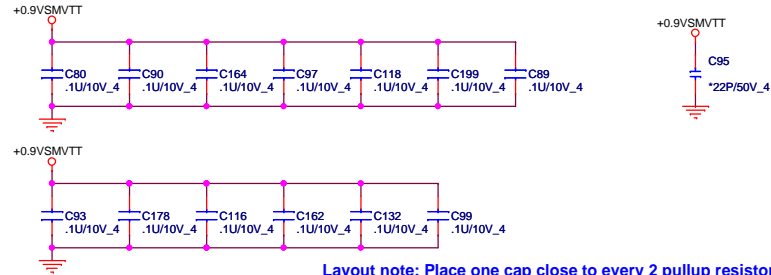 +0.9VSMVTT
C80 C90 C164 C97 C118 C199 C89
.1U/10V_4 .1U/10V_4 .1U/10V_4 .1U/10V_4 .1U/10V_4 .1U/10V_4 .1U/10V_4
+0.9VSMVTT
C95
*22P/50V_4
+0.9VSMVTT
C93 C178 C116 C162 C132 C99
.1U/10V_4 .1U/10V_4 .1U/10V_4 .1U/10V_4 .1U/10V_4 .1U/10V_4
Layout note: Place one cap close to every 2 pullup resistor